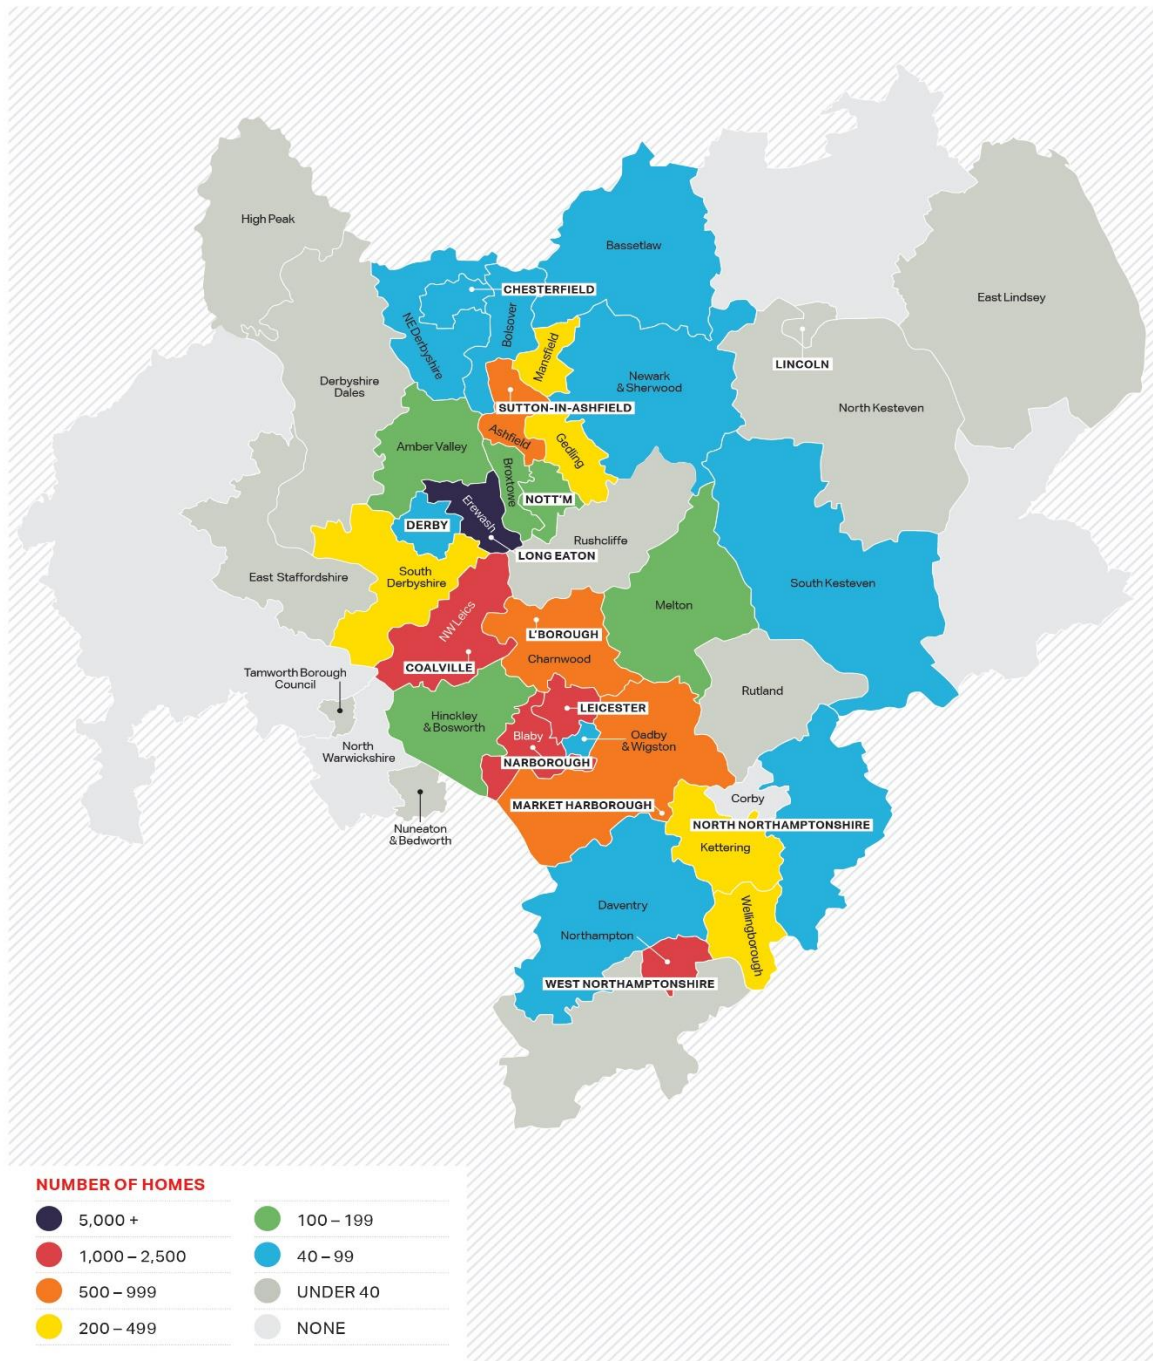 High Peak
Bassetlaw
East Lindsey
CHESTERFIELD
Bolsover
NE Derbyshire
Mansfield
LINCOLN
Derbyshire
Dales
Newark
& Sherwood
SUTTON-IN-ASHFIELD
North Kesteven
Ashfield
Amber Valley
Gedling
Broxtowe
NOTT'M
Erewash
DERBY
Rushcliffe
LONG EATON
East Staffordshire
South
Derbyshire
South Kesteven
Melton
NW Leics
L'BOROUGH
Charnwood
COALVILLE
Tamworth Borough
Council
Rutland
LEICESTER
Hinckley
& Bosworth
Blaby
Oadby
& Wigston
North
Warwickshire
NARBOROUGH
Corby
MARKET HARBOROUGH
NORTH NORTHAMPTONSHIRE
Nuneaton
& Bedworth
Kettering
Daventry
Wellingborough
Northampton
WEST NORTHAMPTONSHIRE
NUMBER OF HOMES
5,000 +
1,000 – 2,500
500 – 999
200 – 499
100 – 199
40 – 99
UNDER 40
NONE